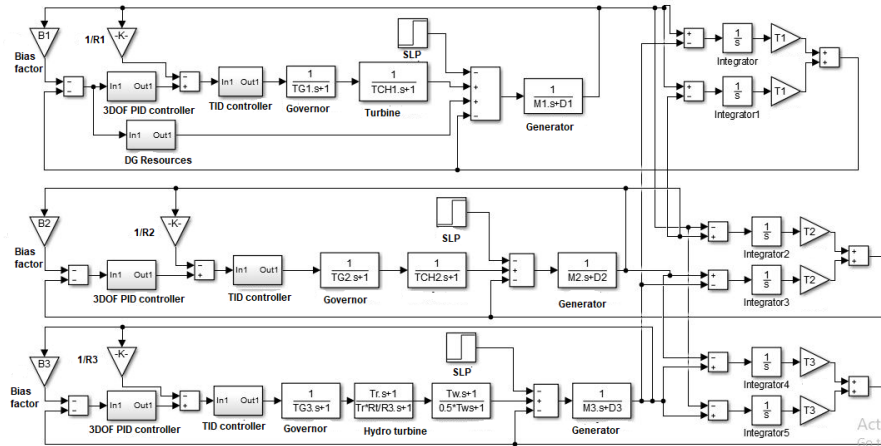 B1
1/R1
-K-
SLP
Bias
factor
In1 Out1
3DOF PID controller
In1 Out1
TID controller
1
TG1.s+1
Governor
1
TCH1.s+1
Turbine
1
M1.s+D1
Generator
In1 Out1
DG Resources
1
s
Integrator
T1
1
s
Integrator1
T1
B2
-K-
1/R2
SLP
Bias
factor
In1 Out1
3DOF PID controller
In1 Out1
TID controller
1
TG2.s+1
Governor
1
TCH2.s+1
1
M2.s+D2
Generator
1
s
Integrator2
T2
1
s
Integrator3
T2
B3
1/R3
-K-
SLP
Bias
factor
In1 Out1
3DOF PID controller
In1 Out1
TID controller
1
TG3.s+1
Governor
Tr.s+1
Tr*Rt/R3.s+1
Hydro turbine
Tw.s+1
0.5*Tws+1
1
M3.s+D3
Generator
1
s
Integrator4
T3
1
s
Integrator5
T3
Act